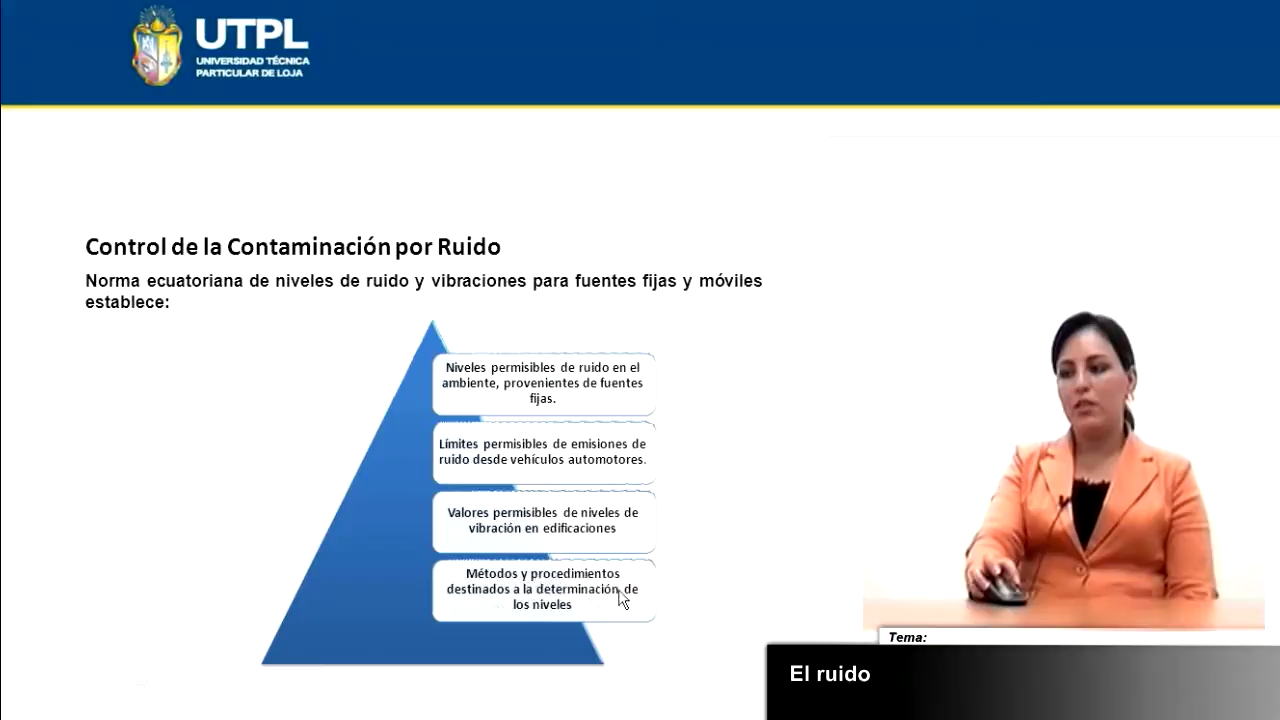 UTPL
UNIVERSIDAD TÉCNICA
PARTICULAR DE LOJA
Control de la Contaminación por Ruido
Norma ecuatoriana de niveles de ruido y vibraciones para fuentes fijas y móviles
establece:
Niveles permisibles de ruido en el
ambiente, provenientes de fuentes
fijas.
Límites permisibles de emisiones de
ruido desde vehículos automotores.
Valores permisibles de niveles de
vibración en edificaciones
Métodos y procedimientos
destinados a la determinación de
los niveles
Tema:
El ruido